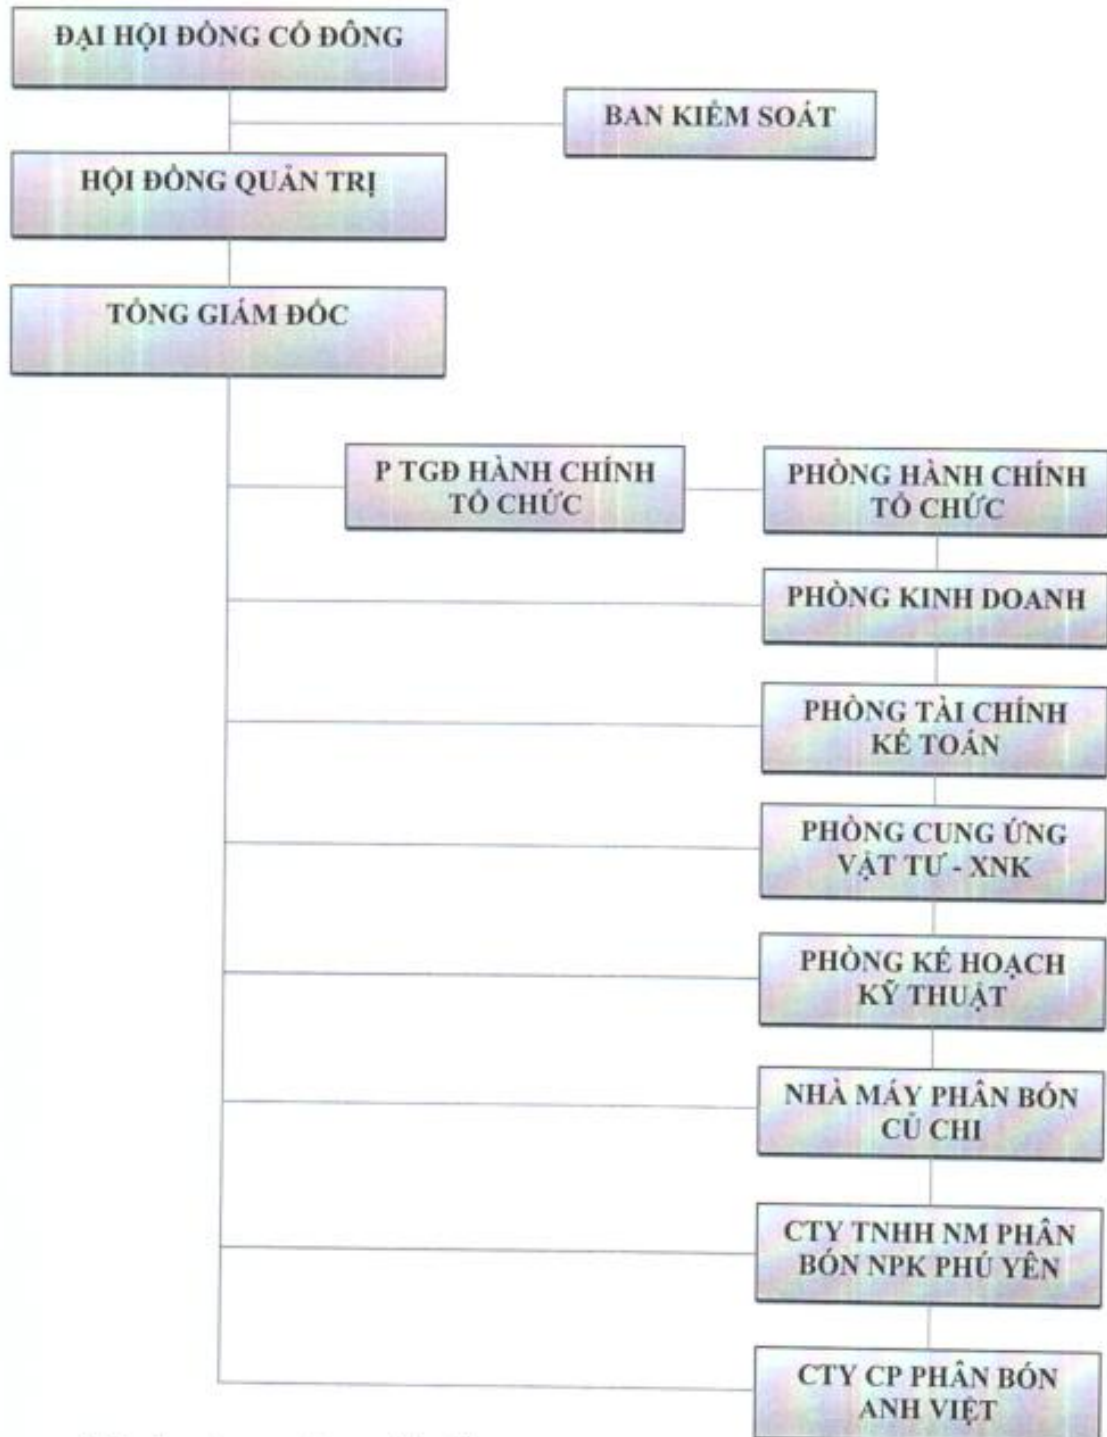 ĐẠI HỘI ĐỒNG CỔ ĐÔNG
BAN KIỂM SOÁT
HỘI ĐỒNG QUẢN TRỊ
TỔNG GIÁM ĐỐC
P TGĐ HÀNH CHÍNH
TỔ CHỨC
PHÒNG HÀNH CHÍNH
TỔ CHỨC
PHÒNG KINH DOANH
PHÒNG TÀI CHÍNH
KẾ TOÁN
PHÒNG CUNG ỨNG
VẬT TƯ - XNK
PHÒNG KẾ HOẠCH
KỸ THUẬT
NHÀ MÁY PHÂN BÓN
CỦ CHI
CTY TNHH NM PHÂN
BÓN NPK PHÚ YÊN
CTY CP PHÂN BÓN
ANH VIỆT